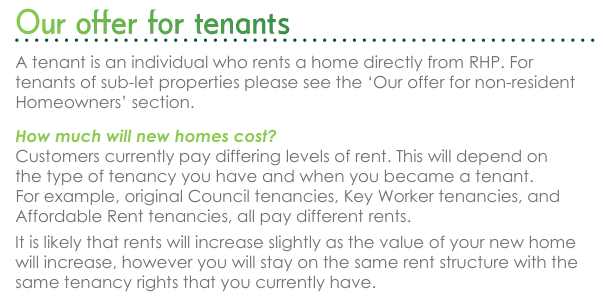 Our offer for tenants
A tenant is an individual who rents a home directly from RHP. For
tenants of sub-let properties please see the ‘Our offer for non-resident
Homeowners’ section.
How much will new homes cost?
Customers currently pay differing levels of rent. This will depend on
the type of tenancy you have and when you became a tenant.
For example, original Council tenancies, Key Worker tenancies, and
Affordable Rent tenancies, all pay different rents.
It is likely that rents will increase slightly as the value of your new home
will increase, however you will stay on the same rent structure with the
same tenancy rights that you currently have.